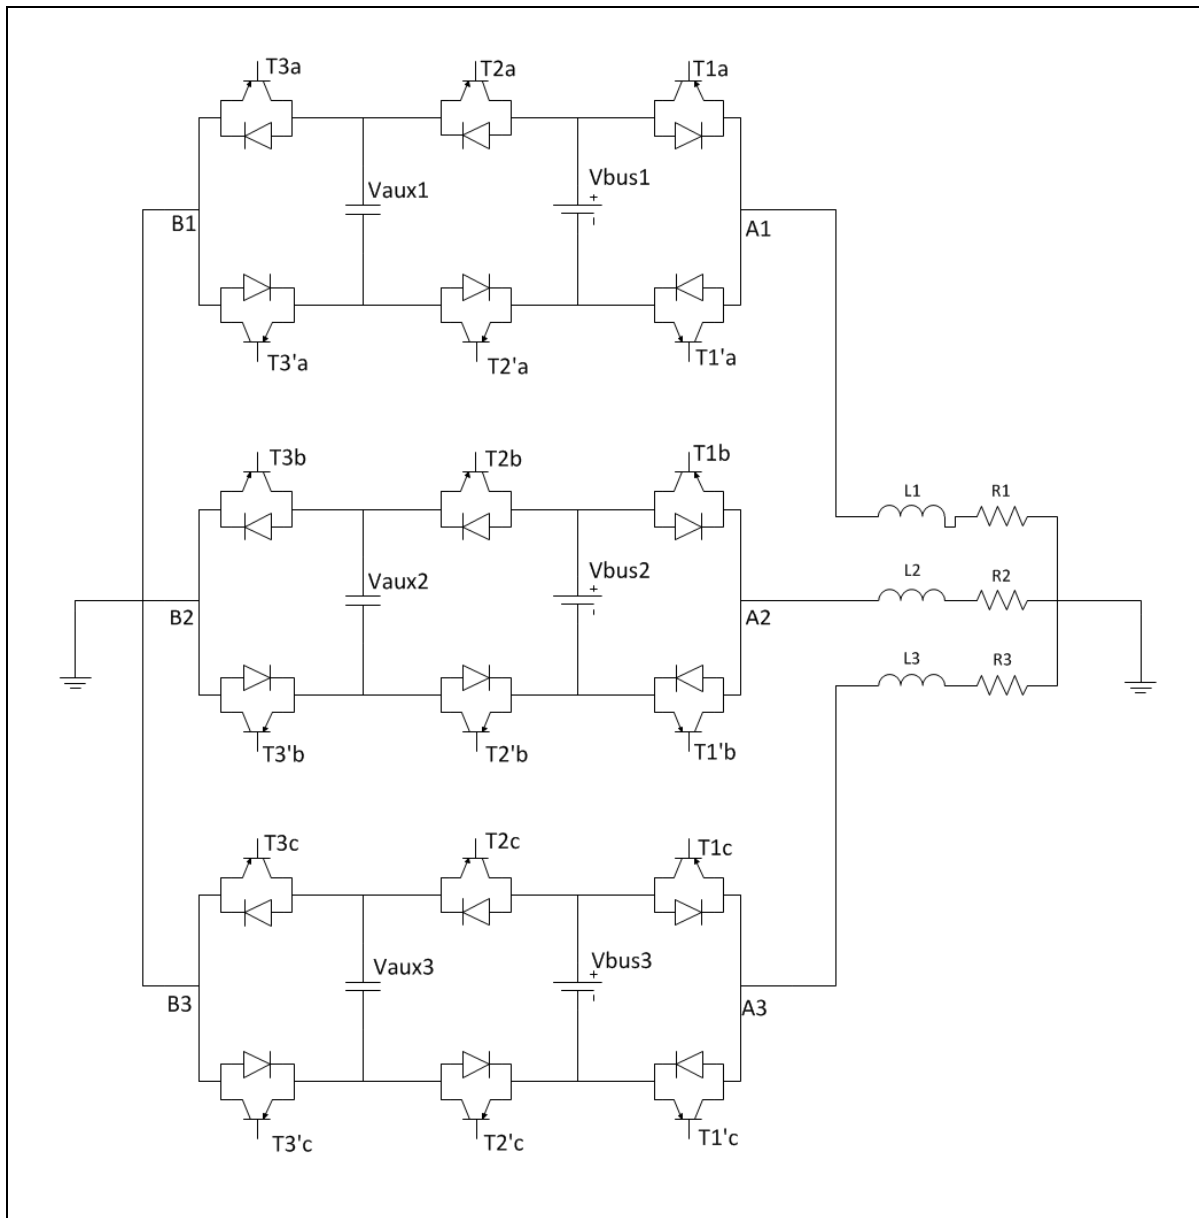 T3a T2a T1a
Vaux1 Vbus1
+
B1 A1
T3'a T2'a T1'a
T3b T2b T1b
L1 R1
Vaux2 Vbus2
+
L2 R2
B2 A2
L3 R3
T3'b T2'b T1'b
T3c T2c T1c
Vaux3 Vbus3
+
B3 A3
T3'c T2'c T1'c